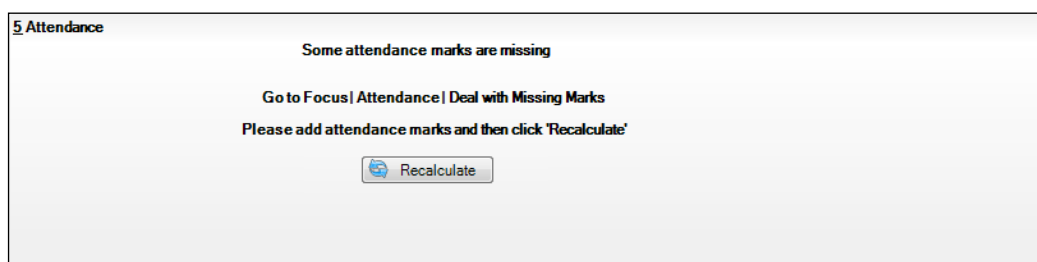 5 Attendance
Some attendance marks are missing
Go to Focus| Attendance| Deal with Missing Marks
Please add attendance marks and then click 'Recalculate'
Recalculate